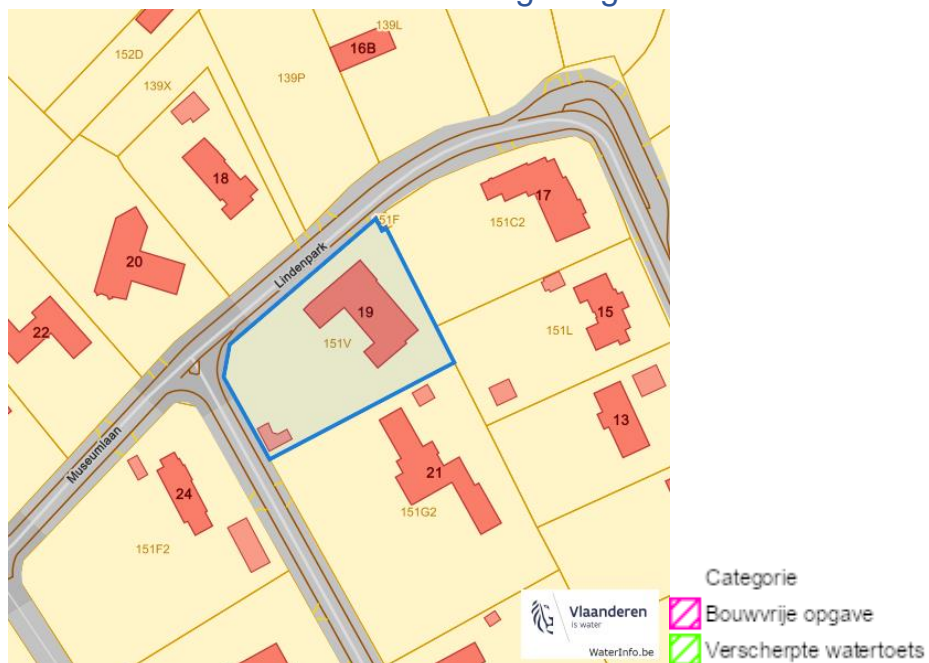 139L
16B
152D
139P
139X
18
17
151F
151C2
Lindenpark
20
19
15
22
151V
151L
13
Museumlaan
21
24
151G2
151F2
Categorie
Vlaanderen
is water
Bouwvrije opgave
WaterInfo.be
Verscherpte watertoets